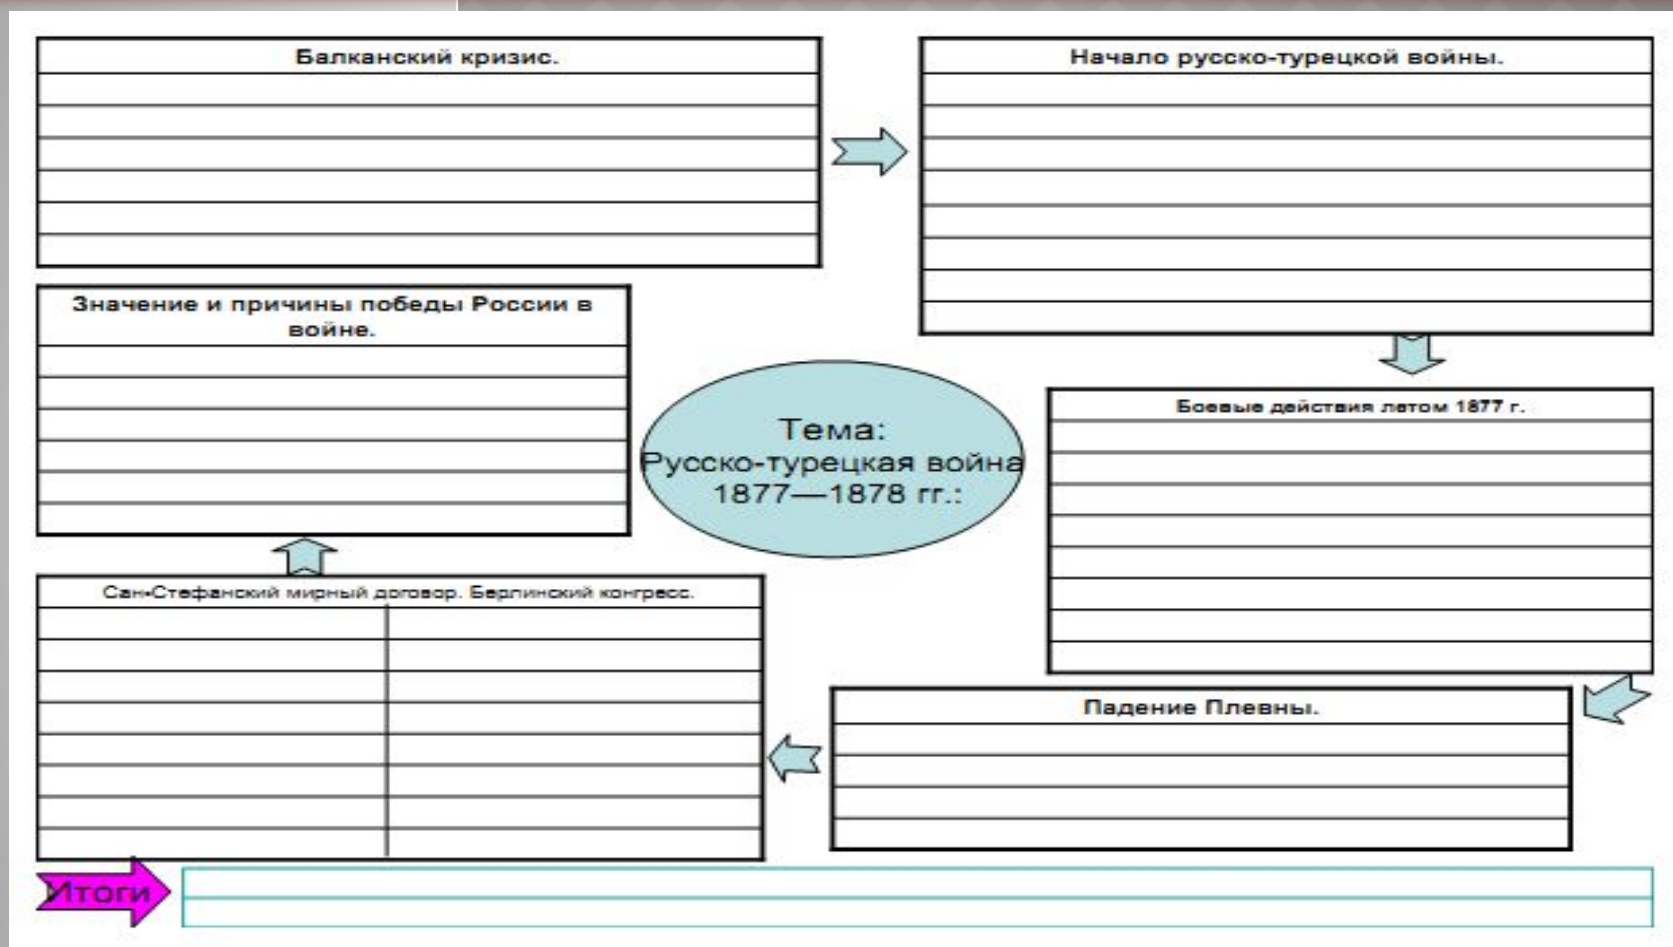 Балканский кризис.
Начало русско-турецкой войны.
Значение и причины победы России в
войне.
Тема:
Русско-турецкая война
1877—1878 гг.:
Боевые действия летом 1877 г.
Сан-Стефанский мирный договор. Берлинский конгресс.
Падение Плевны.
Итоги